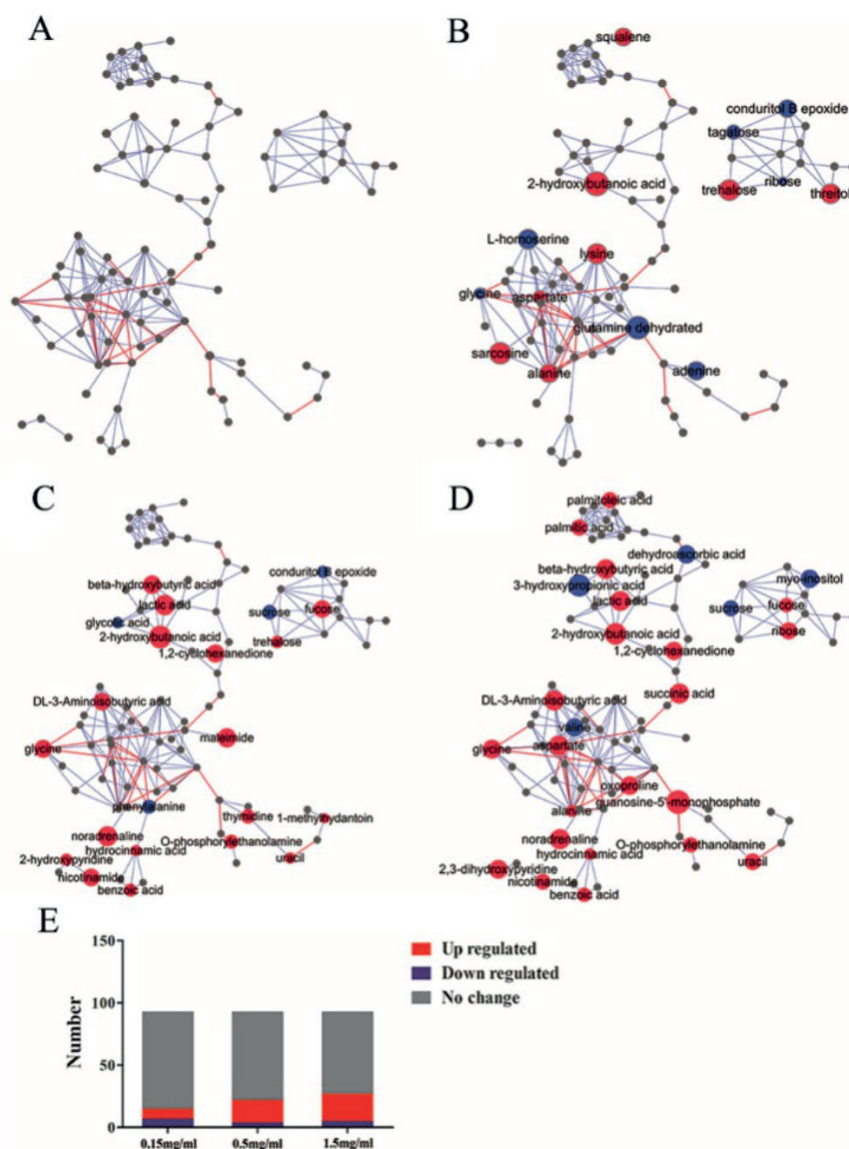 A
B
squalene
conduritol B epoxide
tagatose
2-hydroxybutanoic acid
trehalose
ribose
threitol
L-homoserine
lysine
glycine
aspartate
glutamine dehydrated
sarcosine
alanine
adenine
C
D
beta-hydroxybutyric acid
conduritol B epoxide
lactic acid
glycolic acid
sucrose
fucose
2-hydroxybutanoic acid
trehalose
1,2-cyclohexanedione
DL-3-Aminoisobutyric acid
maleimide
glycine
phenylalanine
thymidine
1-methylhydantoin
noradrenaline
O-phosphorylethanolamine
hydrocinnamic acid
2-hydroxypyridine
uracil
nicotinamide
benzoic acid
palmitoleic acid
palmitic acid
dehydroascorbic acid
beta-hydroxybutyric acid
3-hydroxypropionic acid
myo-inositol
lactic acid
sucrose
fucose
2-hydroxybutanoic acid
ribose
1,2-cyclohexanedione
succinic acid
DL-3-Aminoisobutyric acid
valine
glycine
aspartate
oxoproline
alanine
guanosine-5'-monophosphate
noradrenaline
O-phosphorylethanolamine
hydrocinnamic acid
2,3-dihydroxypyridine
uracil
nicotinamide
benzoic acid
E
150
100
50
0
Number
0.15mg/ml
0.5mg/ml
1.5mg/ml
Up regulated
Down regulated
No change